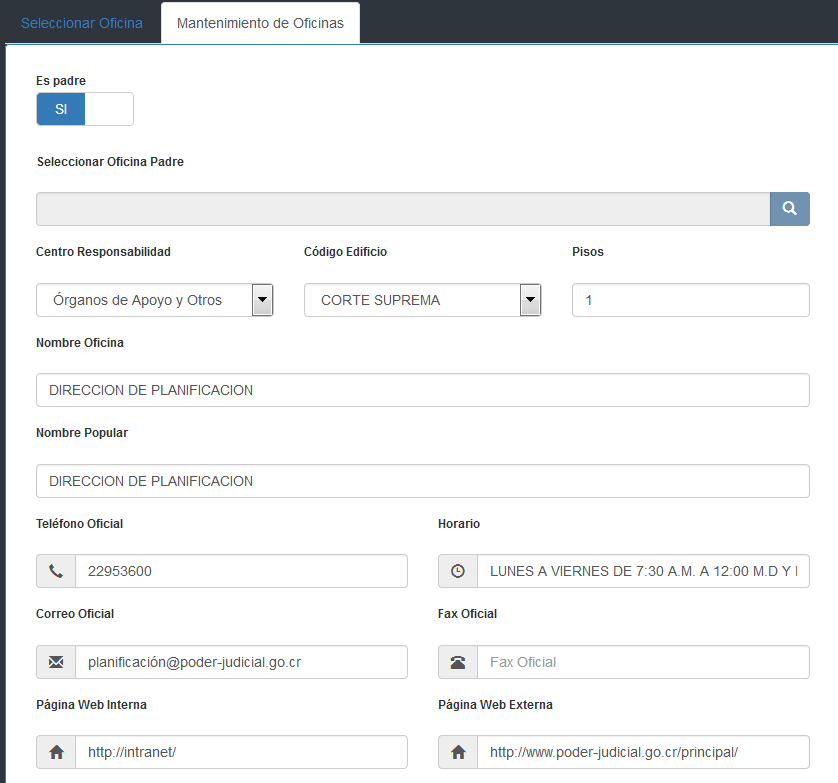 Seleccionar Oficina Mantenimiento de Oficinas
Es padre
SI
Seleccionar Oficina Padre
Centro Responsabilidad Código Edificio Pisos
Órganos de Apoyo y Otros CORTE SUPREMA 1
Nombre Oficina
DIRECCION DE PLANIFICACION
Nombre Popular
DIRECCION DE PLANIFICACION
Teléfono Oficial Horario
22953600 LUNES A VIERNES DE 7:30 A.M. A 12:00 M.D Y
Correo Oficial Fax Oficial
planificación@poder-judicial.go.cr Fax Oficial
Página Web Interna Página Web Externa
http://intranet/ http://www.poder-judicial.go.cr/principal/